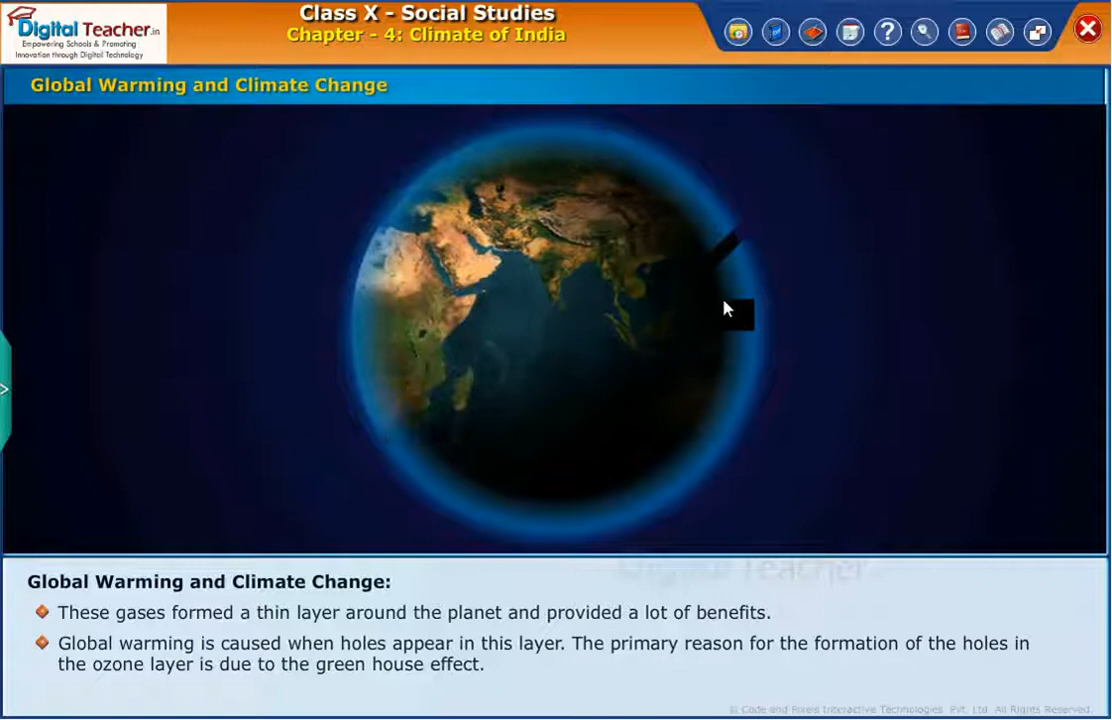 Digital Teacher.in
Empowering Schools & Promoting
Innovation through Digital Technology
Class X - Social Studies
Chapter - 4: Climate of India
Global Warming and Climate Change
Global Warming and Climate Change:
These gases formed a thin layer around the planet and provided a lot of benefits.
Global warming is caused when holes appear in this layer. The primary reason for the formation of the holes in
the ozone layer is due to the green house effect.
Digital Teacher
© Code and Pixels Interactive Technologies. Pvt. Ltd. All Rights Reserved.